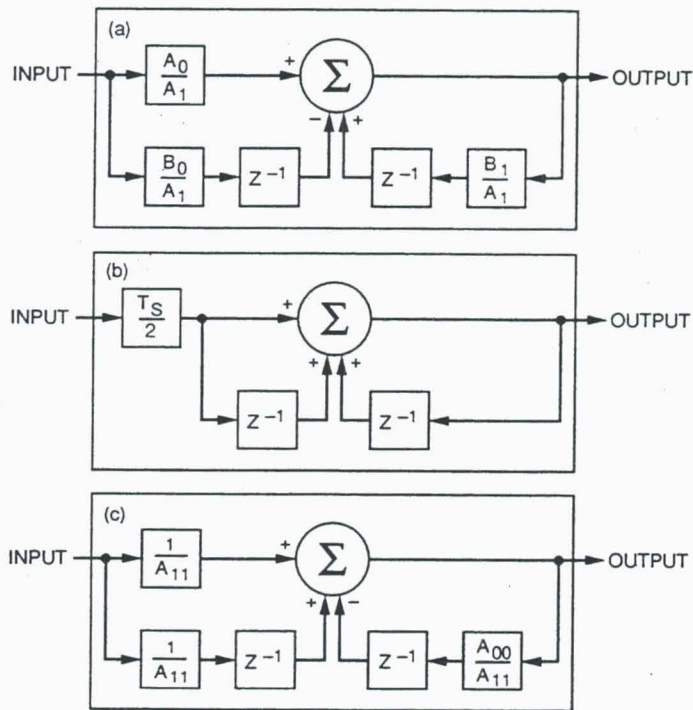 (a)
INPUT
A₀
A₁
+
Σ
OUTPUT
−
+
B₀
A₁
Z⁻¹
Z⁻¹
B₁
A₁
(b)
INPUT
T_S
2
+
Σ
OUTPUT
+
+
Z⁻¹
Z⁻¹
(c)
INPUT
1
A₁₁
+
Σ
OUTPUT
+
−
1
A₁₁
Z⁻¹
Z⁻¹
A₀₀
A₁₁